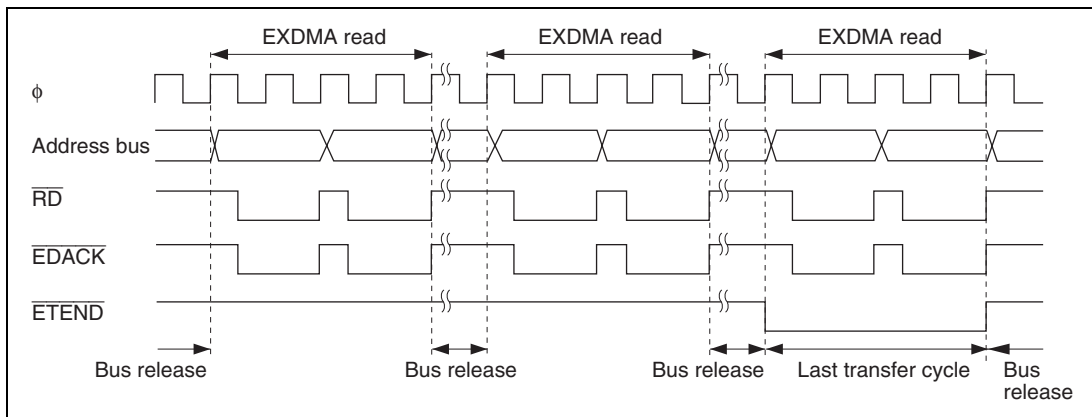 EXDMA read EXDMA read EXDMA read
ϕ
Address bus
RD
EDACK
ETEND
Bus release Bus release Bus release Last transfer cycle Bus
release